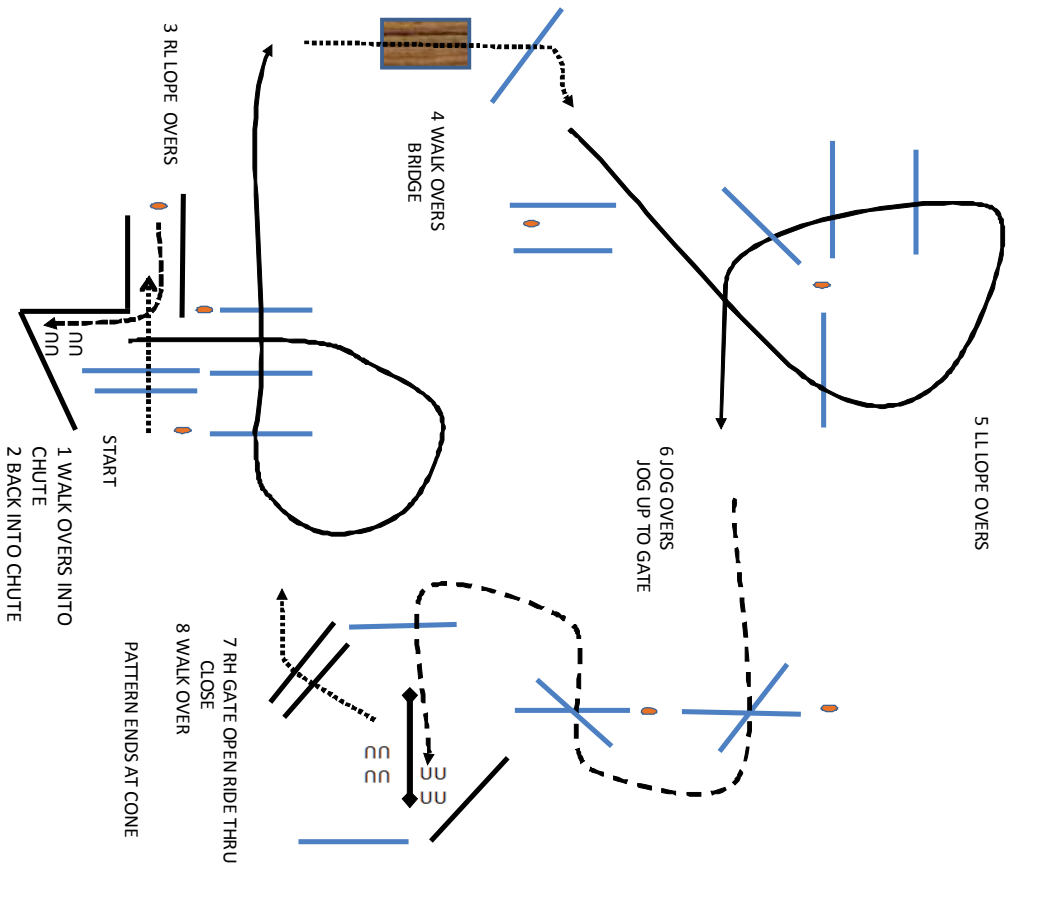 START
1 WALK OVERS INTO
CHUTE
2 BACK INTO CHUTE
3 RL LOPE OVERS
4 WALK OVERS
BRIDGE
5 LL LOPE OVERS
6 JOG OVERS
JOG UP TO GATE
7 RH GATE OPEN RIDE THRU
CLOSE
8 WALK OVER
PATTERN ENDS AT CONE